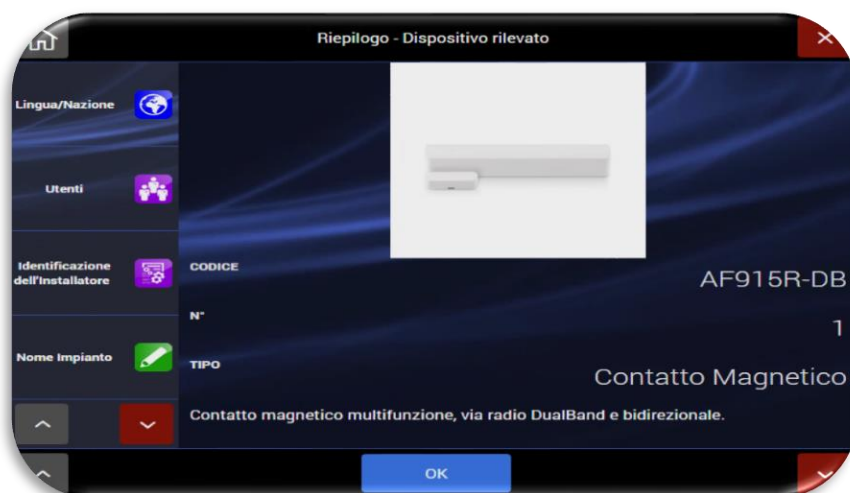 Riepilogo - Dispositivo rilevato
Lingua/Nazione
Utenti
Identificazione
dell'Installatore
Nome Impianto
CODICE
AF915R-DB
N°
1
TIPO
Contatto Magnetico
Contatto magnetico multifunzione, via radio DualBand e bidirezionale.
OK